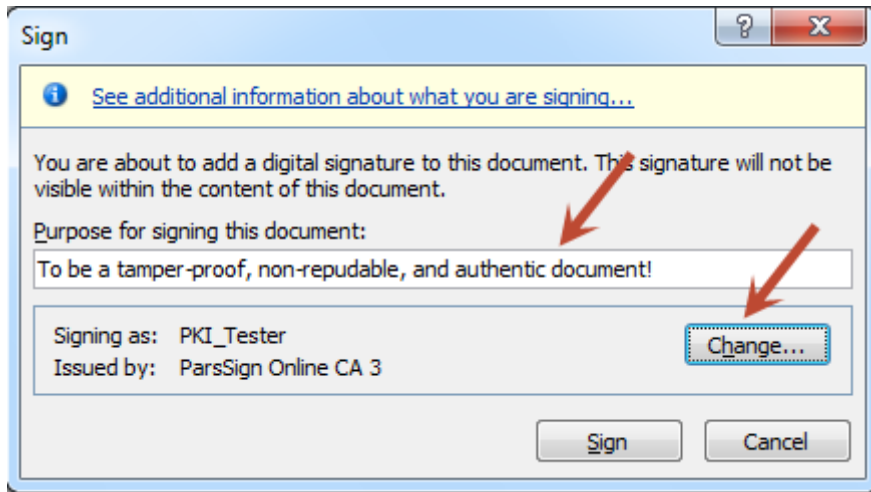 Sign
See additional information about what you are signing...
You are about to add a digital signature to this document. This signature will not be
visible within the content of this document.
Purpose for signing this document:
To be a tamper-proof, non-repudable, and authentic document!
Signing as: PKI_Tester
Change...
Issued by: ParsSign Online CA 3
Sign
Cancel